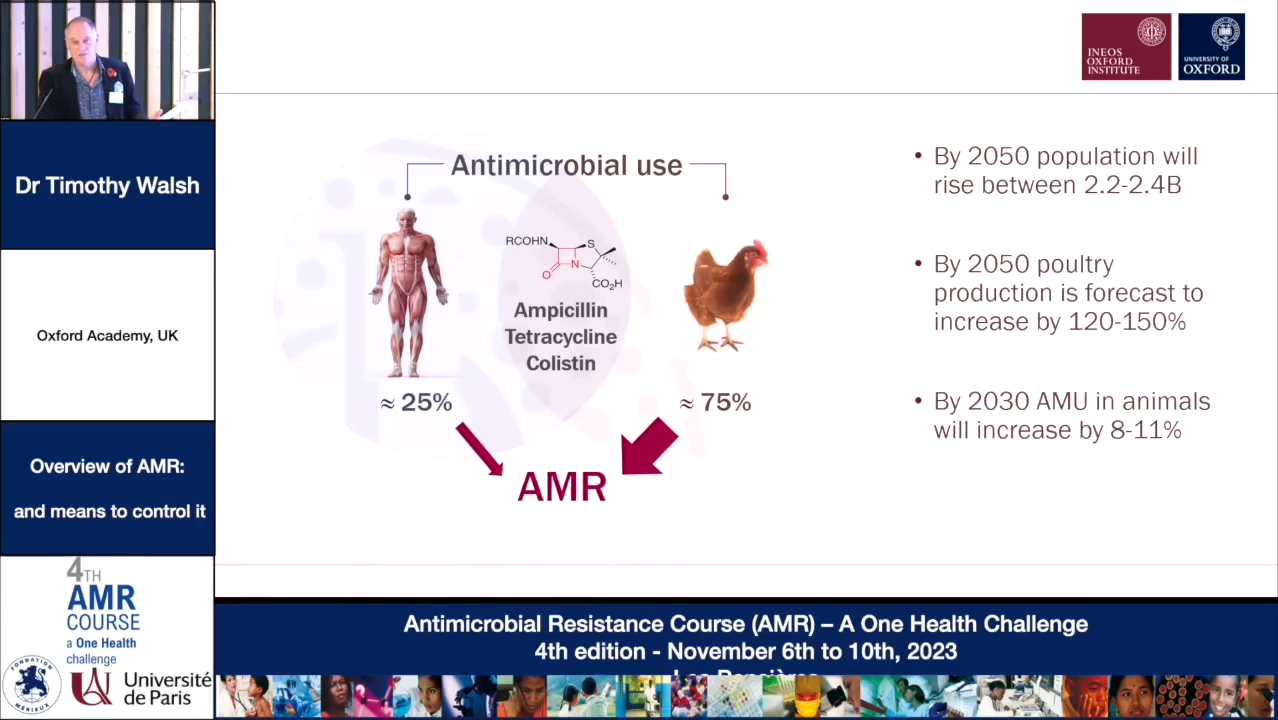 INEOS
OXFORD
INSTITUTE
UNIVERSITY OF
OXFORD
Dr Timothy Walsh
Oxford Academy, UK
Overview of AMR:
and means to control it
4TH
AMR
COURSE
a One Health
challenge
FONDATION
MÉRIEUX
Université
de Paris
Antimicrobial use
RCOHN
S
N
O
CO₂H
Ampicillin
Tetracycline
Colistin
≈ 25%
≈ 75%
AMR
• By 2050 population will
rise between 2.2-2.4B
• By 2050 poultry
production is forecast to
increase by 120-150%
• By 2030 AMU in animals
will increase by 8-11%
Antimicrobial Resistance Course (AMR) – A One Health Challenge
4th edition - November 6th to 10th, 2023